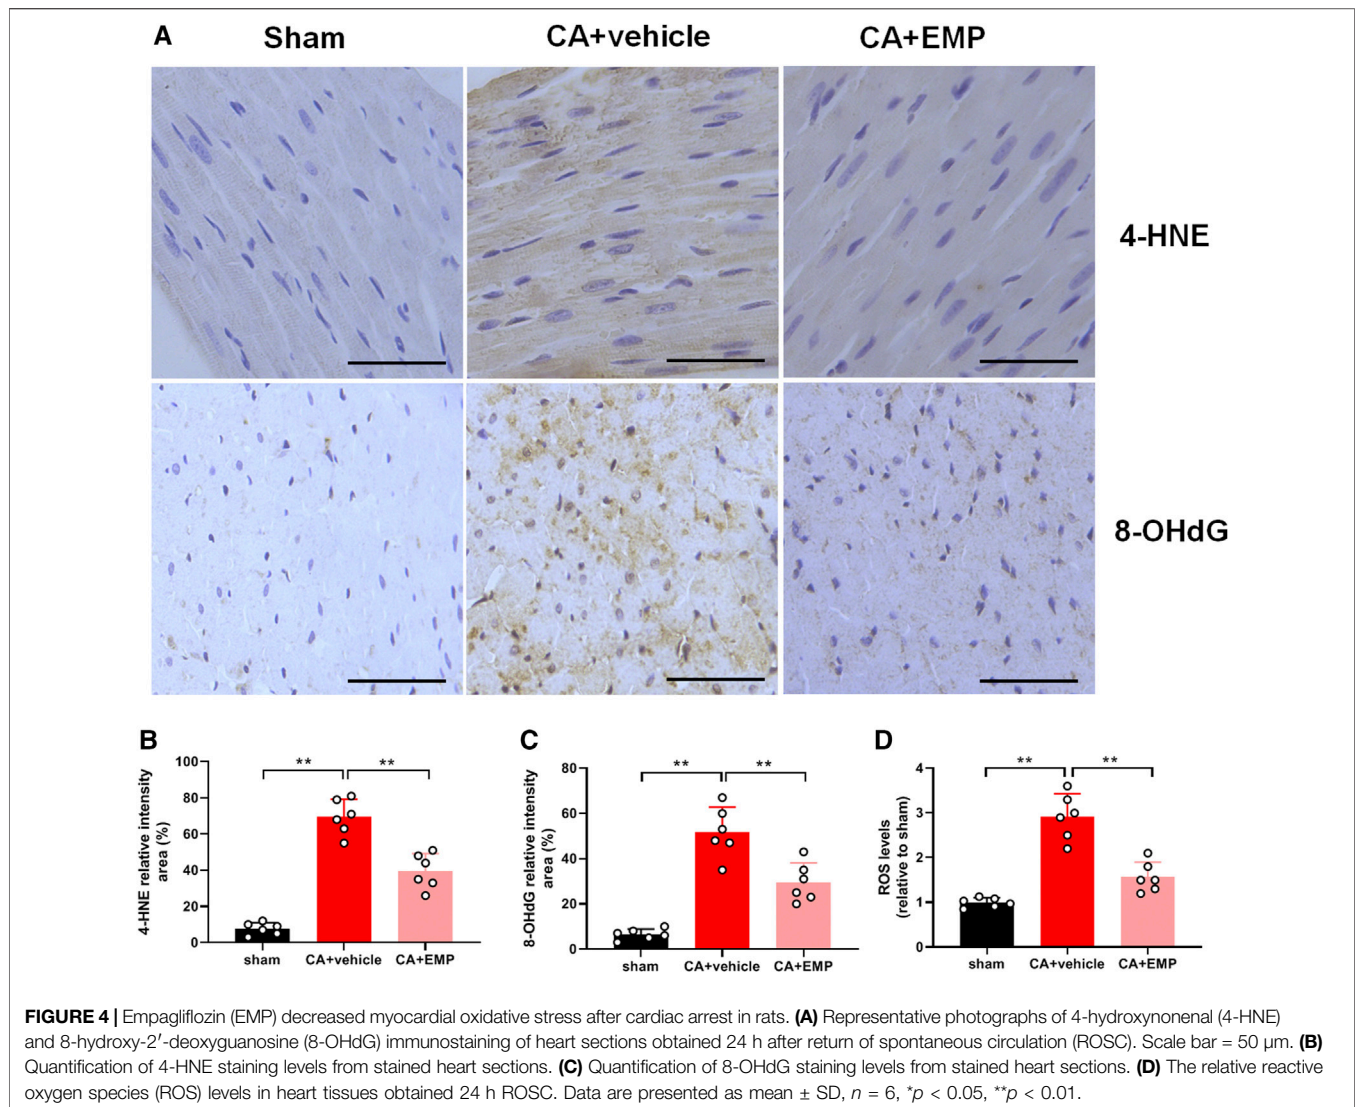 A
Sham
CA+vehicle
CA+EMP
4-HNE
8-OHdG
B
4-HNE relative intensity
area (%)
100
80
60
40
20
0
**
**
sham
CA+vehicle
CA+EMP
C
8-OHdG relative intensity
area (%)
80
60
40
20
0
**
**
sham
CA+vehicle
CA+EMP
D
ROS levels
(relative to sham)
4
3
2
1
0
**
**
sham
CA+vehicle
CA+EMP
FIGURE 4 | Empagliflozin (EMP) decreased myocardial oxidative stress after cardiac arrest in rats. (A) Representative photographs of 4-hydroxynonenal (4-HNE)
and 8-hydroxy-2′-deoxyguanosine (8-OHdG) immunostaining of heart sections obtained 24 h after return of spontaneous circulation (ROSC). Scale bar = 50 μm. (B)
Quantification of 4-HNE staining levels from stained heart sections. (C) Quantification of 8-OHdG staining levels from stained heart sections. (D) The relative reactive
oxygen species (ROS) levels in heart tissues obtained 24 h ROSC. Data are presented as mean ± SD, n = 6, *p < 0.05, **p < 0.01.